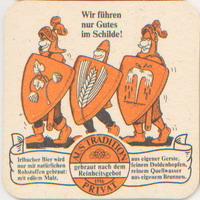 Wir führen
nur Gutes
im Schilde!
AUS TRADITION
Irlbacher Bier wird
nur mit natürlichen
Rohstoffen gebraut:
mit edlem Malz,
gebraut nach dem
Reinheitsgebot
1516
PRIVAT
aus eigener Gerste,
feinem Doldenhopfen,
reinem Quellwasser
aus eigenem Brunnen.